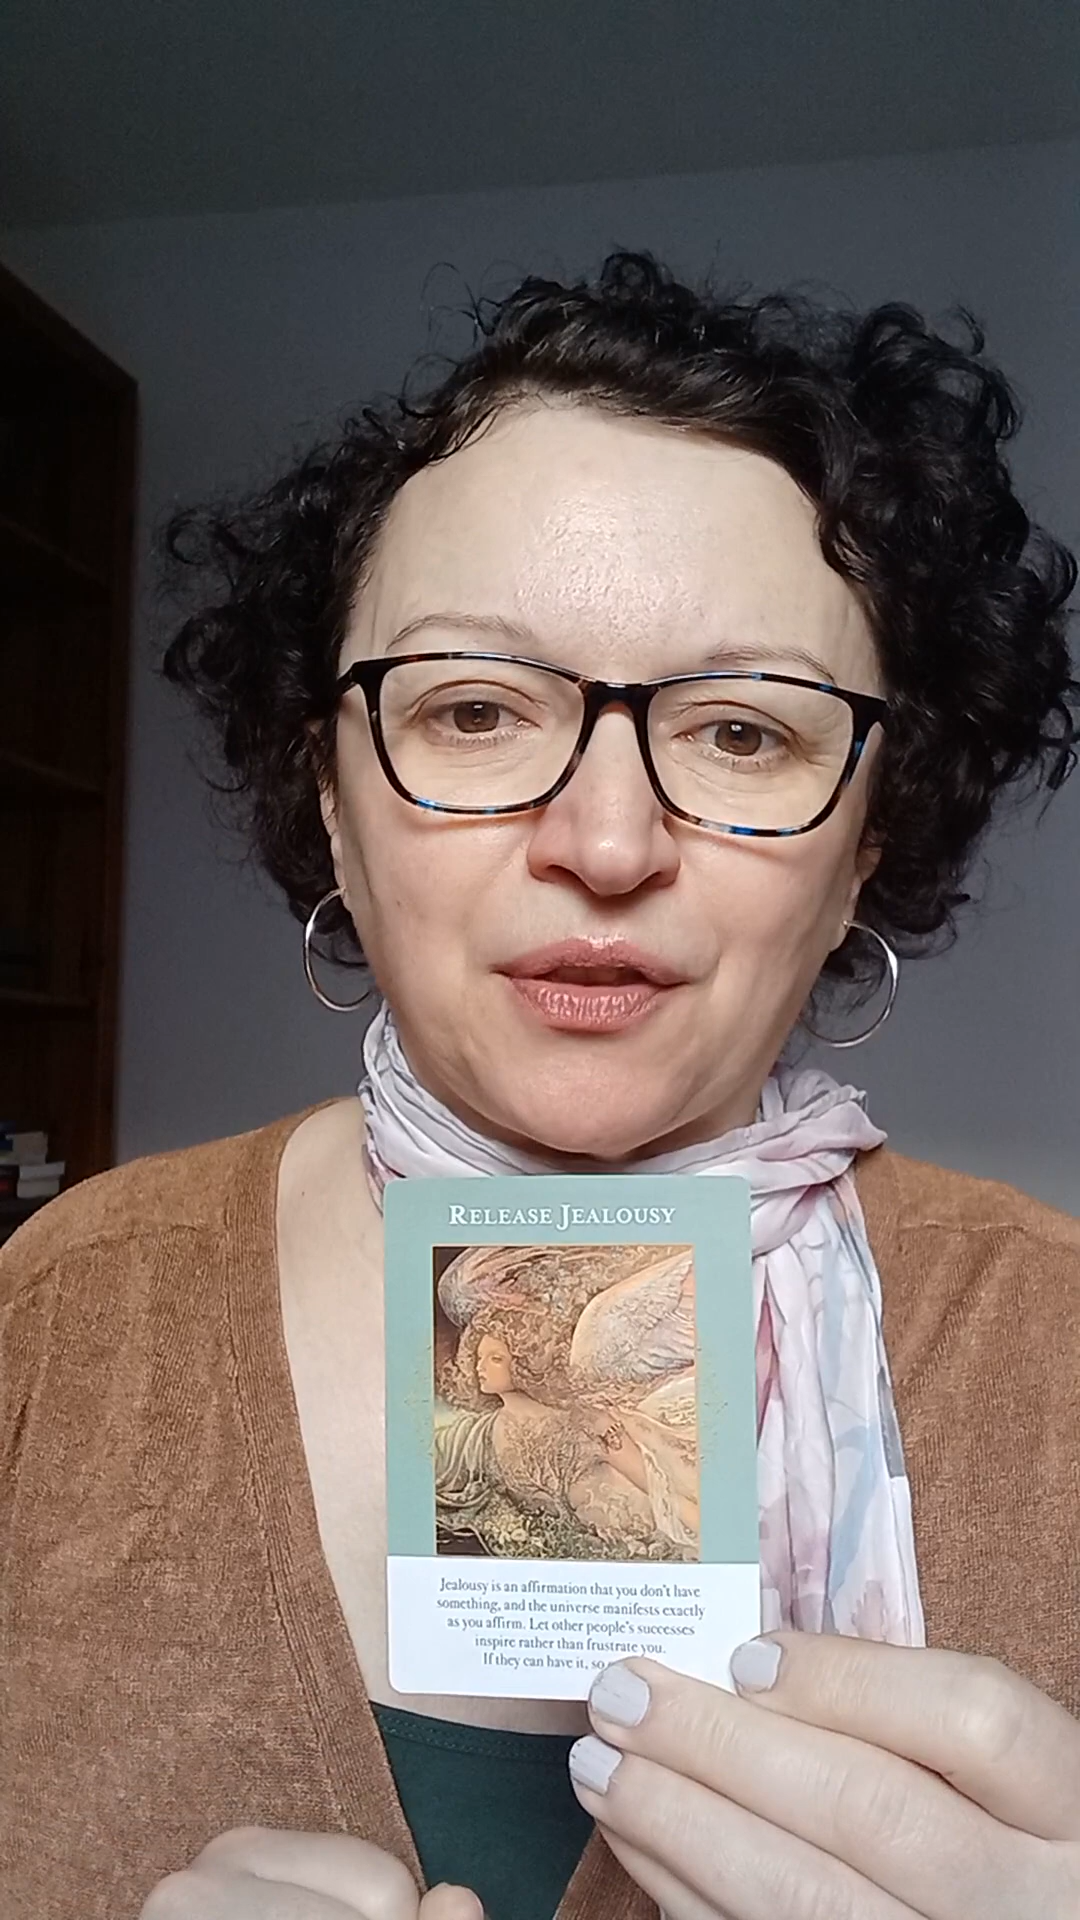 RELEASE JEALOUSY
Jealousy is an affirmation that you don't have
something, and the universe manifests exactly
as you affirm. Let other people's successes
inspire rather than frustrate you.
If they can have it, so